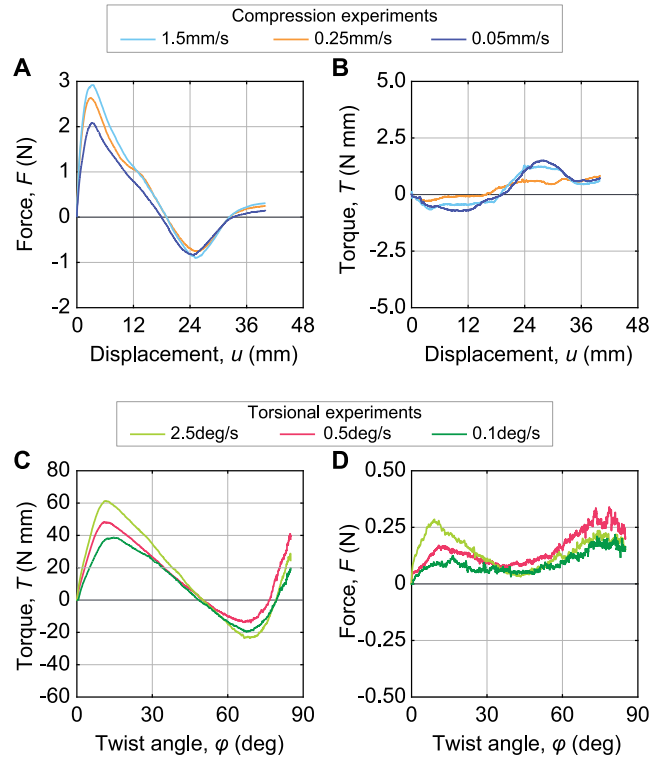 Compression experiments
1.5mm/s 0.25mm/s 0.05mm/s
A
3
2
1
0
-1
-2
Force, F (N)
0 12 24 36 48
Displacement, u (mm)
B
5.0
2.5
0
-2.5
-5.0
Torque, T (N mm)
0 12 24 36 48
Displacement, u (mm)
Torsional experiments
2.5deg/s 0.5deg/s 0.1deg/s
C
80
60
40
20
0
-20
-40
-60
Torque, T (N mm)
0 30 60 90
Twist angle, φ (deg)
D
0.50
0.25
0
-0.25
-0.50
Force, F (N)
0 30 60 90
Twist angle, φ (deg)